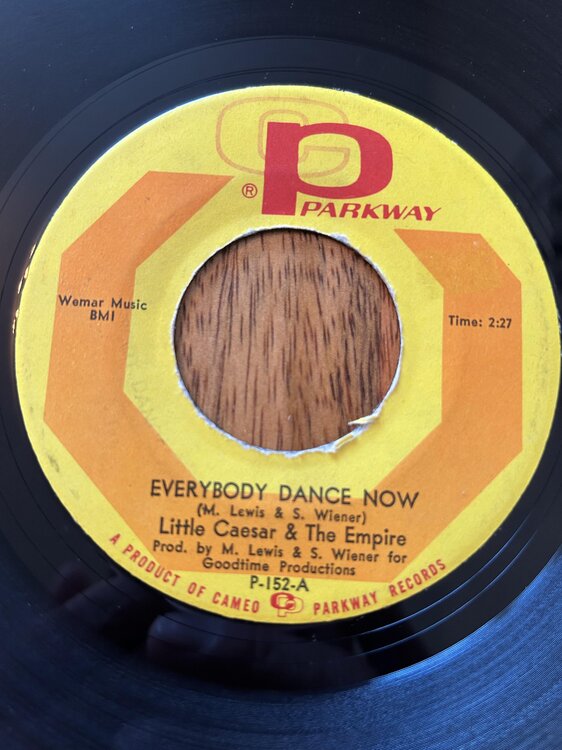 CP
®
PARKWAY
Wemar Music
BMI
Time: 2:27
EVERYBODY DANCE NOW
(M. Lewis & S. Wiener)
Little Caesar & The Empire
Prod. by M. Lewis & S. Wiener for
Goodtime Productions
P-152-A
A PRODUCT OF CAMEO CP PARKWAY RECORDS